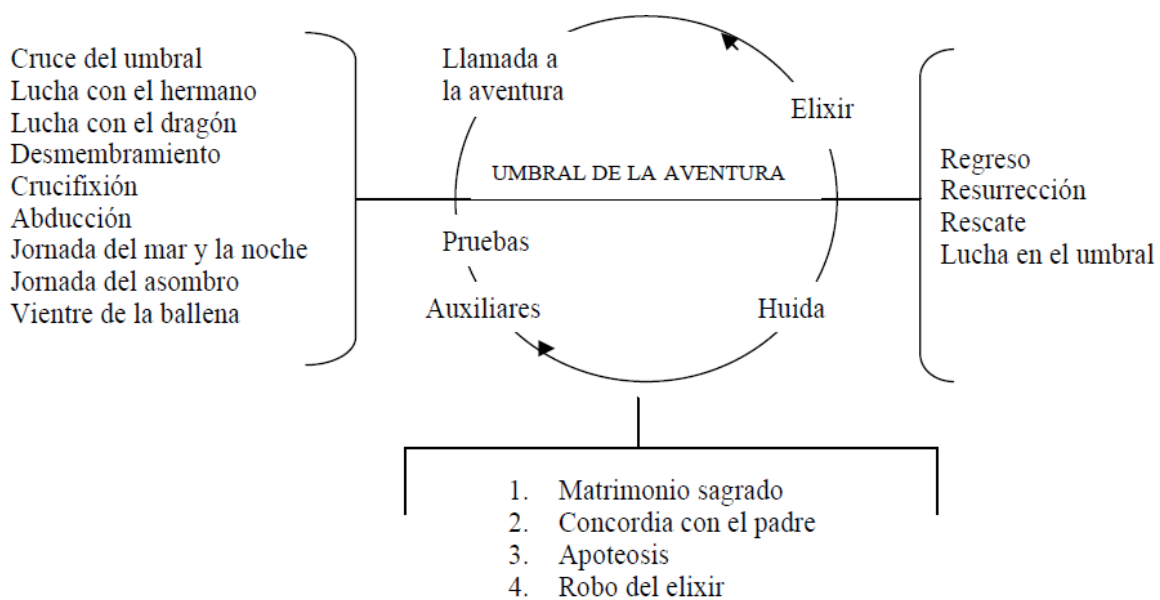 Cruce del umbral
Lucha con el hermano
Lucha con el dragón
Desmembramiento
Crucifixión
Abducción
Jornada del mar y la noche
Jornada del asombro
Vientre de la ballena
Llamada a
la aventura
Elixir
UMBRAL DE LA AVENTURA
Pruebas
Auxiliares
Huida
Regreso
Resurrección
Rescate
Lucha en el umbral
1. Matrimonio sagrado
2. Concordia con el padre
3. Apoteosis
4. Robo del elixir